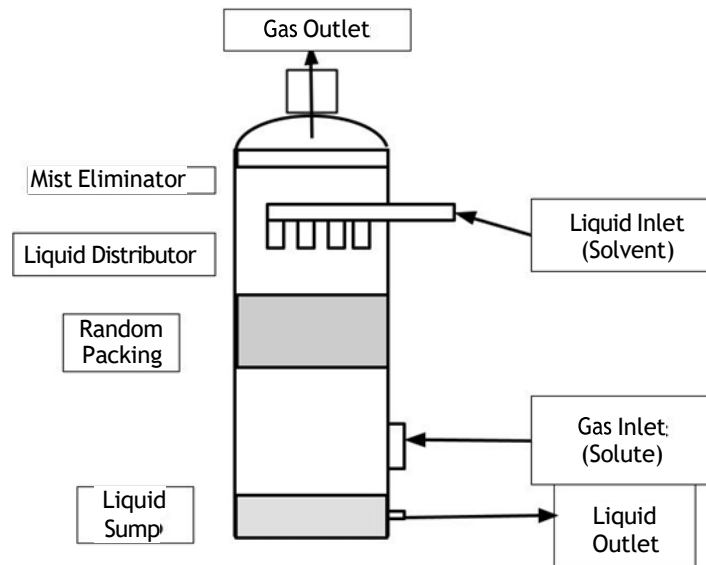 Gas Outlet
Mist Eliminator
Liquid Distributor
Liquid Inlet
(Solvent)
Random
Packing
Gas Inlet:
(Solute)
Liquid
Sump
Liquid
Outlet